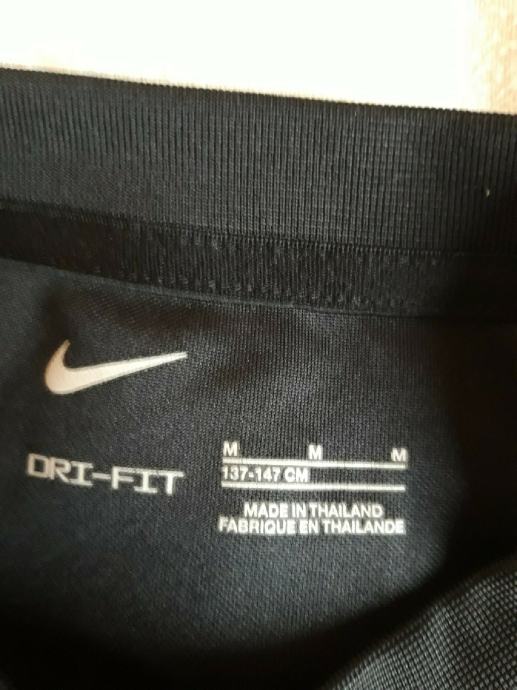 DRI-FIT
M M M
137-147 CM
MADE IN THAILAND
FABRIQUE EN THAILANDE